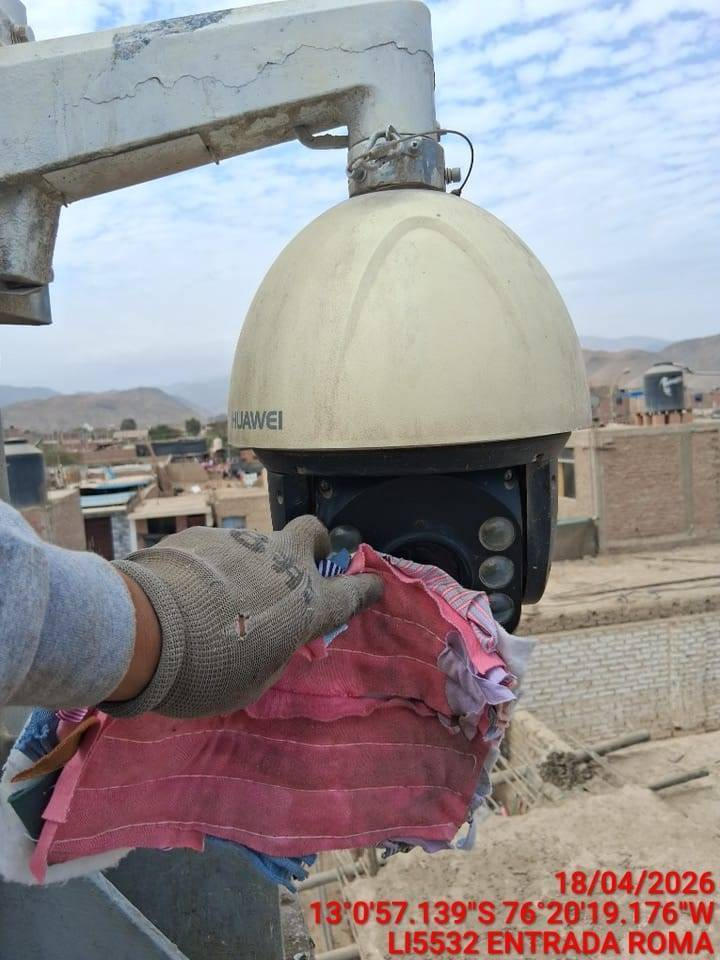 HUAWEI
18/04/2026
13°0'57.139"S 76°20'19.176"W
LI5532 ENTRADA ROMA